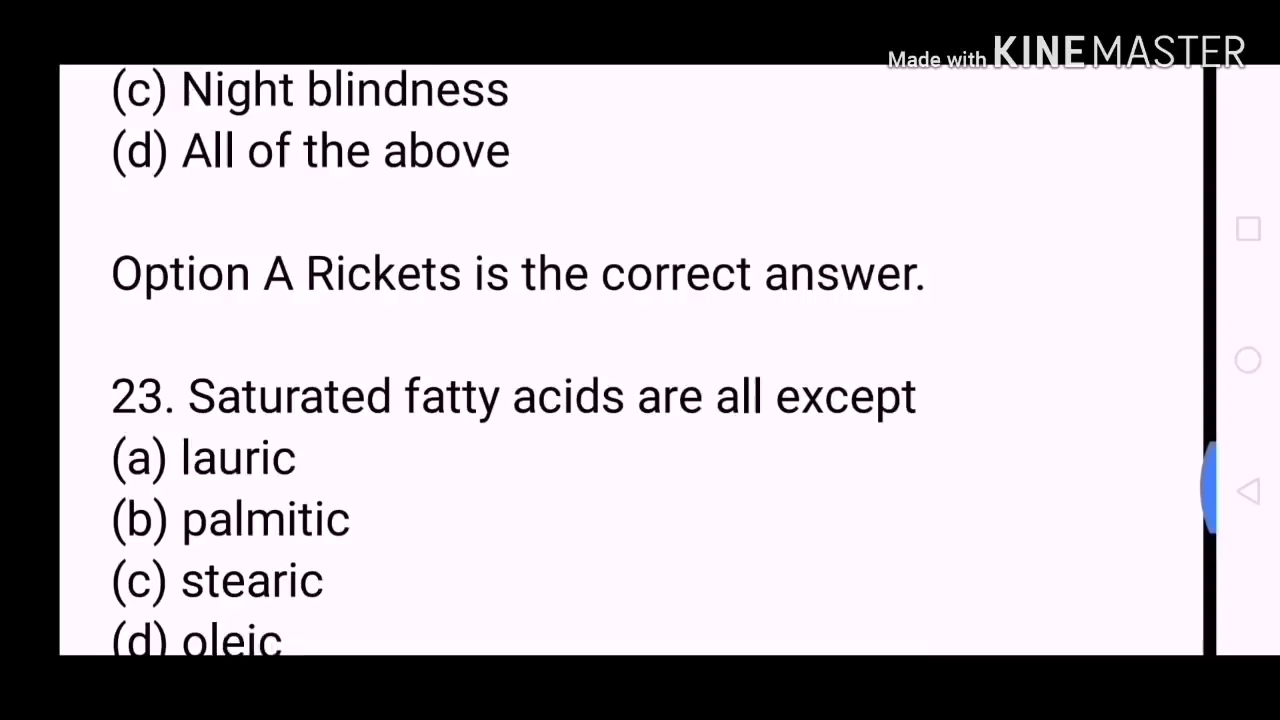 Made with KINEMASTER
(c) Night blindness
(d) All of the above
Option A Rickets is the correct answer.
23. Saturated fatty acids are all except
(a) lauric
(b) palmitic
(c) stearic
(d) oleic